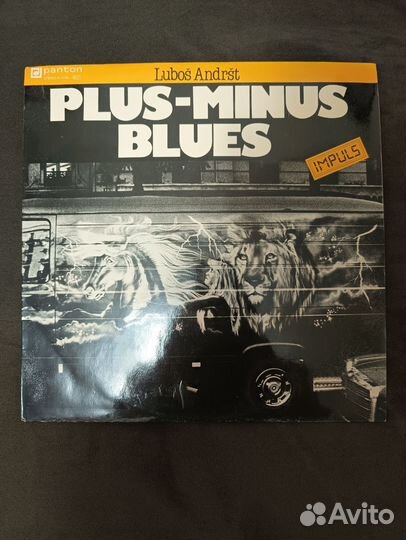 panton
Luboš Andršt
PLUS-MINUS
BLUES
IMPULS
Avito